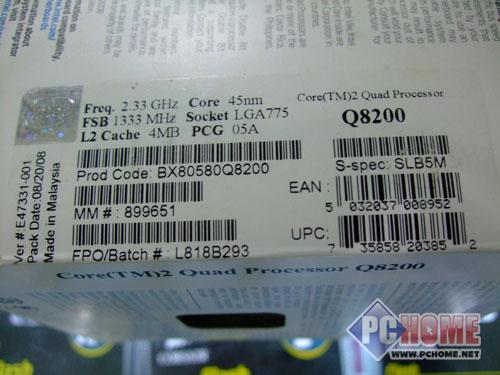 Freq. 2.33 GHz Core 45nm
FSB 1333 MHz Socket LGA775
L2 Cache 4MB PCG 05A
Core(TM)2 Quad Processor
Q8200
Prod Code: BX80580Q8200
S-spec: SLB5M
MM # : 899651
EAN :
5 032037 008952
UPC:
7 35858 20385 2
FPO/Batch# : L818B293
Ver #: E47331-001
Pack Date:08/20/08
Made in Malaysia
Core(TM)2 Quad Processor Q8200
PCHOME
WWW.PCHOME.NET